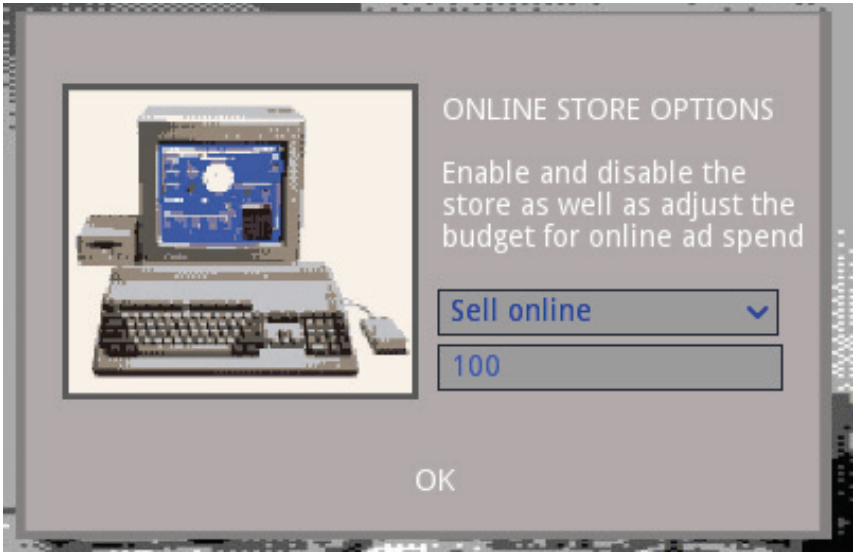 ONLINE STORE OPTIONS
Enable and disable the
store as well as adjust the
budget for online ad spend
Sell online
100
OK